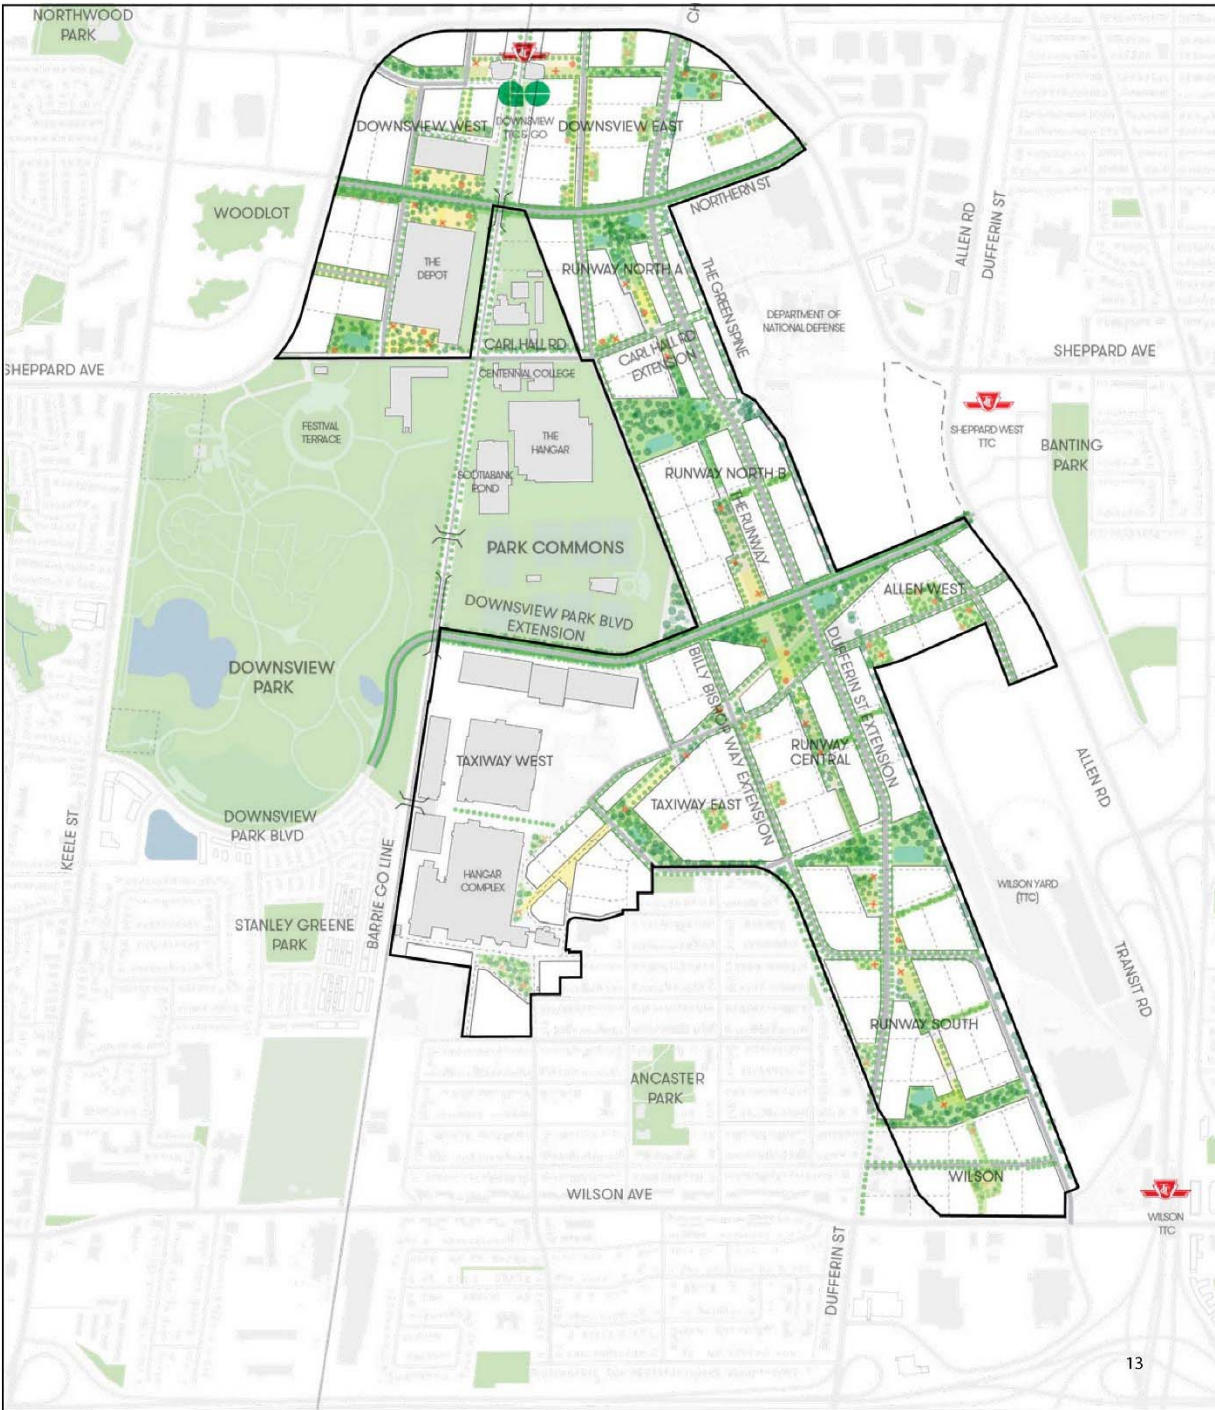 NORTHWOOD
PARK
CH
DOWNSVIEW WEST
DOWNSVIEW
TTC & GO
DOWNSVIEW EAST
NORTHERN ST
WOODLOT
ALLEN RD
DUFFERIN ST
THE
DEPOT
RUNWAY NORTH A
THE GREEN SPINE
DEPARTMENT OF
NATIONAL DEFENSE
CARL HALL RD
CARL HALL RD
EXTENSION
SHEPPARD AVE
SHEPPARD AVE
CENTENNIAL COLLEGE
FESTIVAL
TERRACE
THE
HANGAR
SHEPPARD WEST
TTC
BANTING
PARK
SCOTIABANK
POND
RUNWAY NORTH B
THE RUNWAY
PARK COMMONS
DOWNSVIEW PARK BLVD
EXTENSION
ALLEN WEST
DOWNSVIEW
PARK
BILLY BISHOP WAY EXTENSION
DUFFERIN ST EXTENSION
TAXIWAY WEST
RUNWAY
CENTRAL
TAXIWAY EAST
ALLEN RD
DOWNSVIEW
PARK BLVD
KEELE ST
BARRIE GO LINE
HANGAR
COMPLEX
WILSON YARD
(TTC)
STANLEY GREENE
PARK
TRANSIT RD
RUNWAY SOUTH
ANCASTER
PARK
WILSON
WILSON AVE
WILSON
TTC
DUFFERIN ST
13